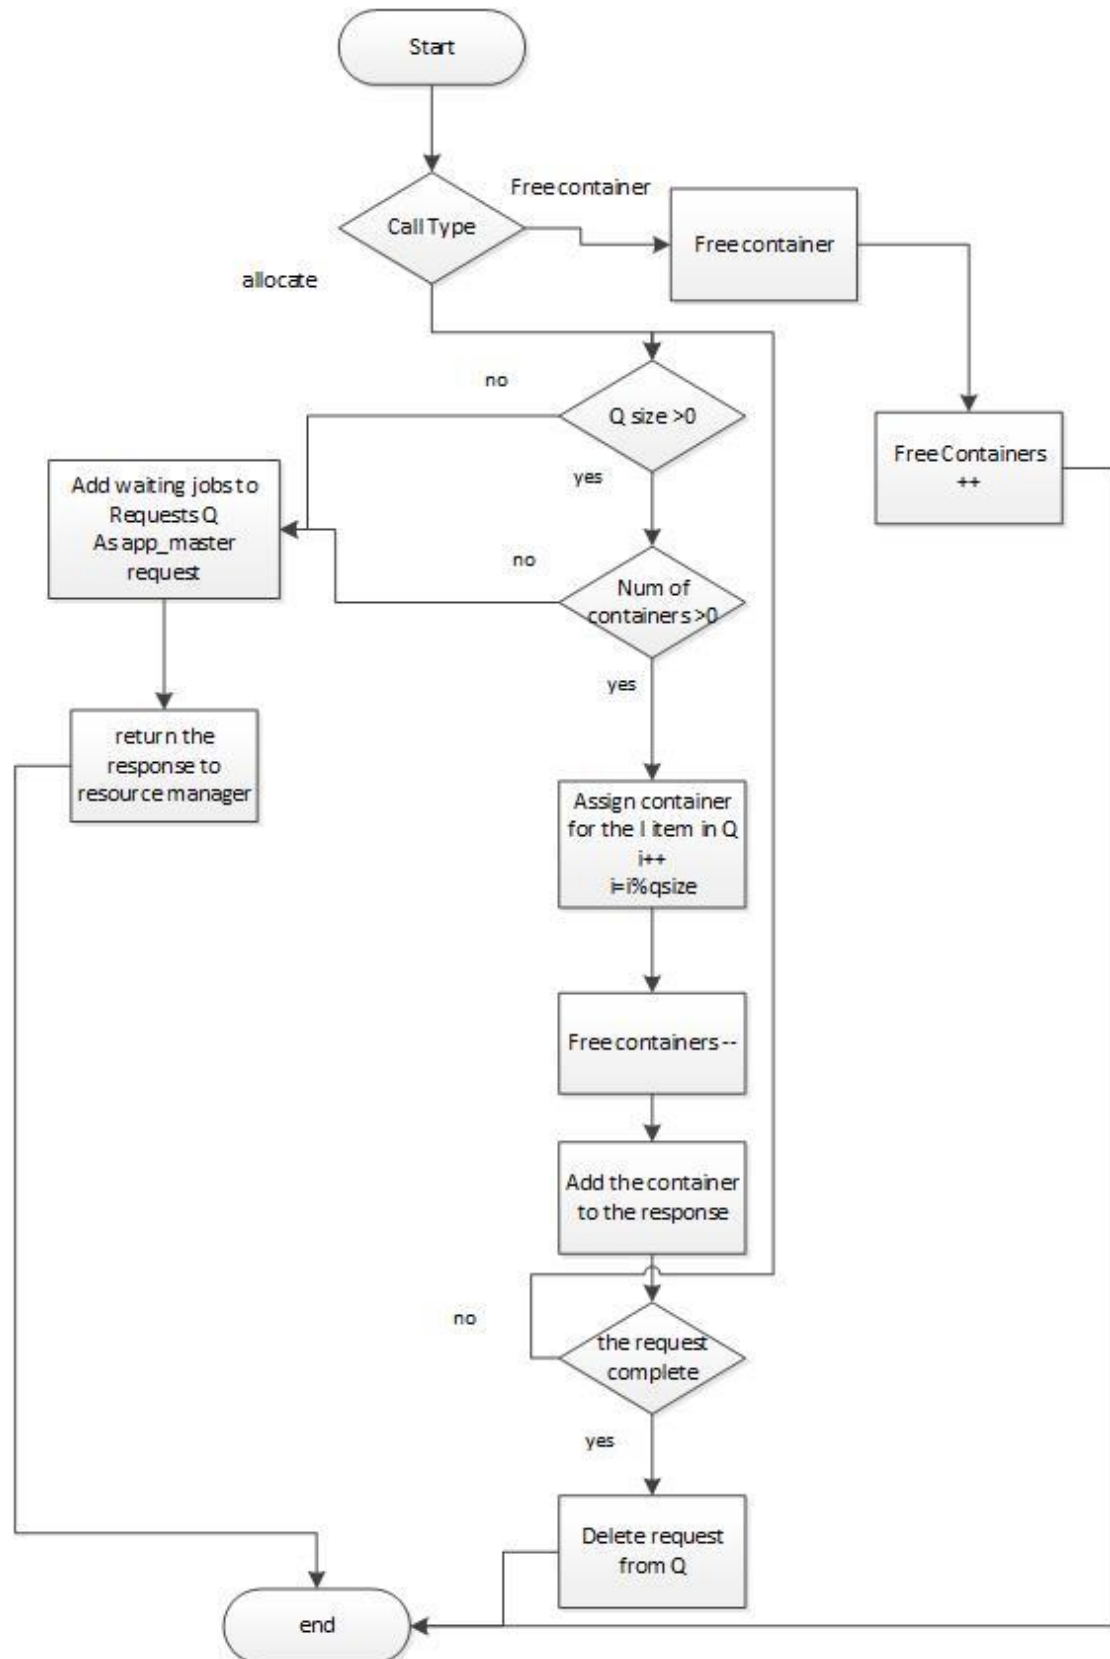 Start
Call Type
Free container
Free container
allocate
no
Q size >0
Free Containers
++
yes
Add waiting jobs to
Requests Q
As app_master
request
no
Num of
containers >0
yes
return the
response to
resource manager
Assign container
for the I item in Q
i++
i=i%qsize
Free containers --
Add the container
to the response
no
the request
complete
yes
Delete request
from Q
end